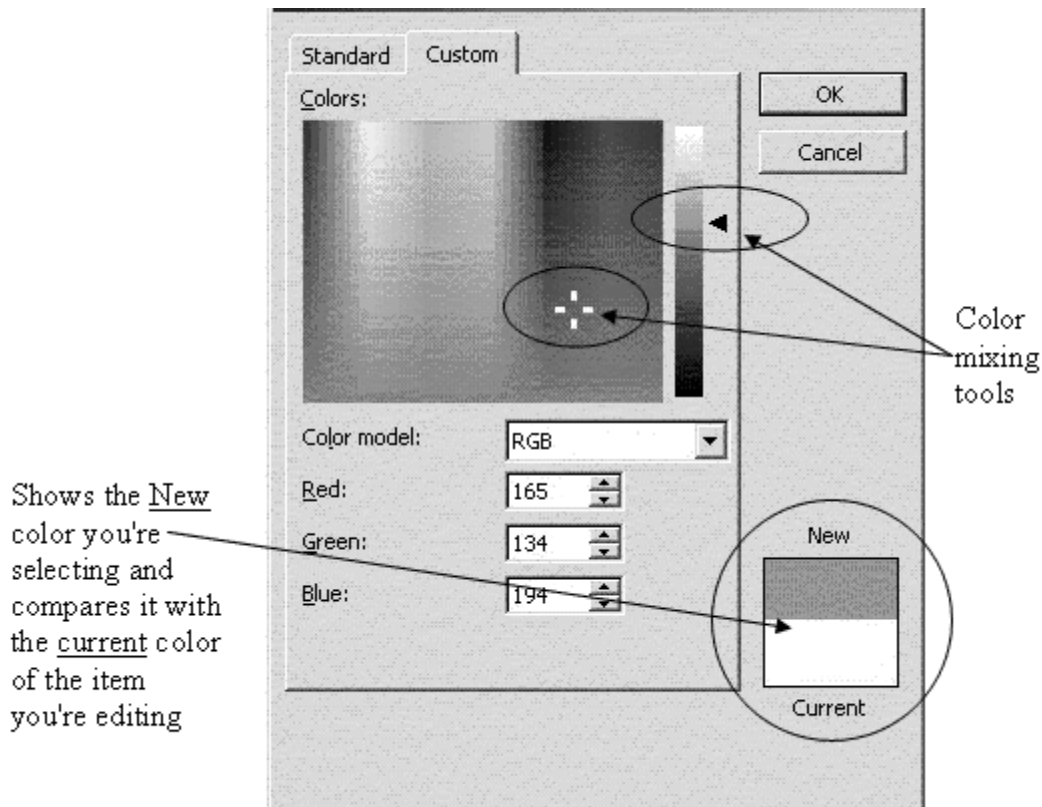 Standard Custom
Colors:
OK
Cancel
Color
mixing
tools
Color model: RGB
Red: 165
Green: 134
Blue: 194
Shows the New
color you're
selecting and
compares it with
the current color
of the item
you're editing
New
Current